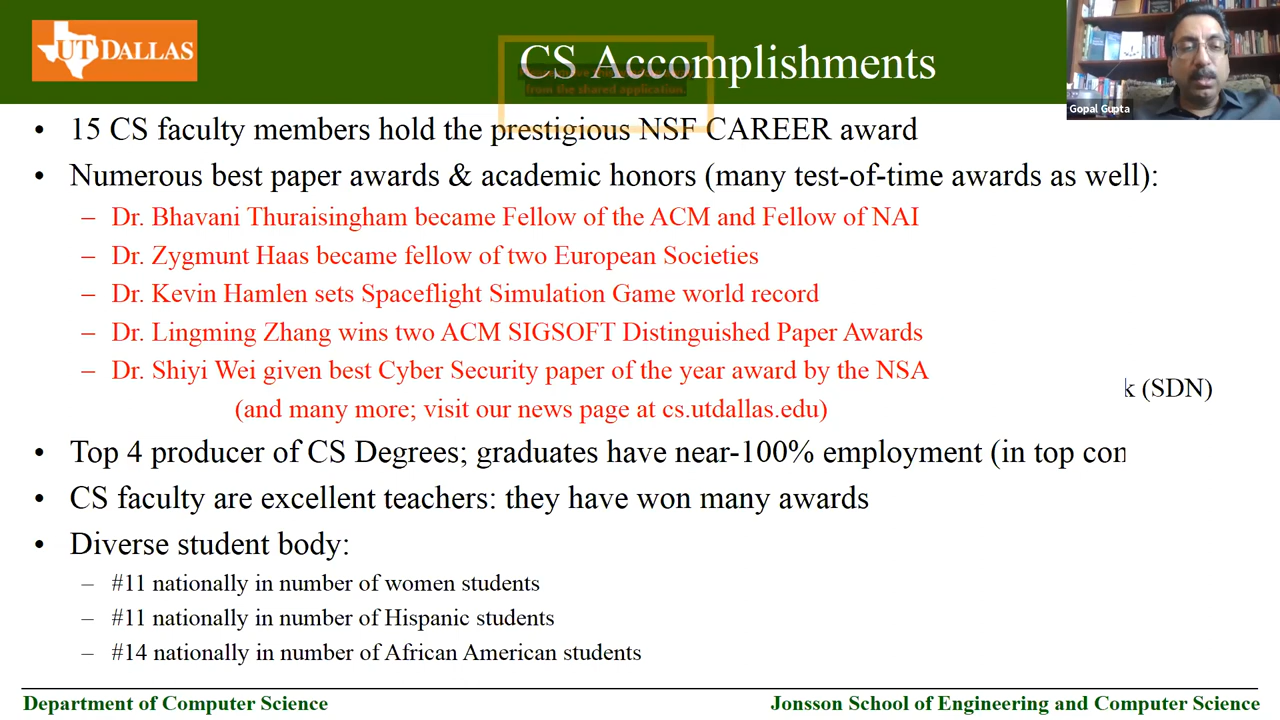 UT DALLAS
CS Accomplishments
from the shared application.
Gopal Gupta
• 15 CS faculty members hold the prestigious NSF CAREER award
• Numerous best paper awards & academic honors (many test-of-time awards as well):
– Dr. Bhavani Thuraisingham became Fellow of the ACM and Fellow of NAI
– Dr. Zygmunt Haas became fellow of two European Societies
– Dr. Kevin Hamlen sets Spaceflight Simulation Game world record
– Dr. Lingming Zhang wins two ACM SIGSOFT Distinguished Paper Awards
– Dr. Shiyi Wei given best Cyber Security paper of the year award by the NSA
k (SDN)
(and many more; visit our news page at cs.utdallas.edu)
• Top 4 producer of CS Degrees; graduates have near-100% employment (in top con
• CS faculty are excellent teachers: they have won many awards
• Diverse student body:
– #11 nationally in number of women students
– #11 nationally in number of Hispanic students
– #14 nationally in number of African American students
Department of Computer Science
Jonsson School of Engineering and Computer Science